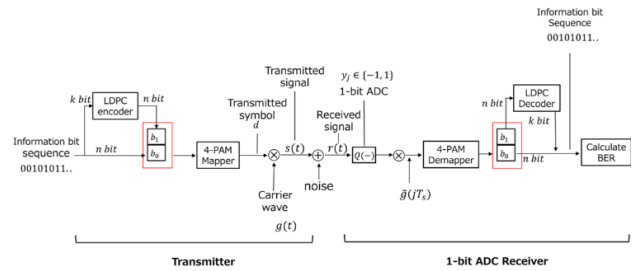 Information bit
Sequence
00101011..
y_j ∈ {−1, 1}
1-bit ADC
Transmitted
signal
LDPC
Decoder
n bit
k bit
k bit
LDPC
encoder
n bit
Transmitted
symbol
d
Received
signal
s(t)
r(t)
Information bit
sequence
00101011..
n bit
b_1
b_0
4-PAM
Mapper
Q(−)
4-PAM
Demapper
b_1
b_0
n bit
Calculate
BER
Carrier
wave
g(t)
noise
g̃(jT_s)
Transmitter
1-bit ADC Receiver